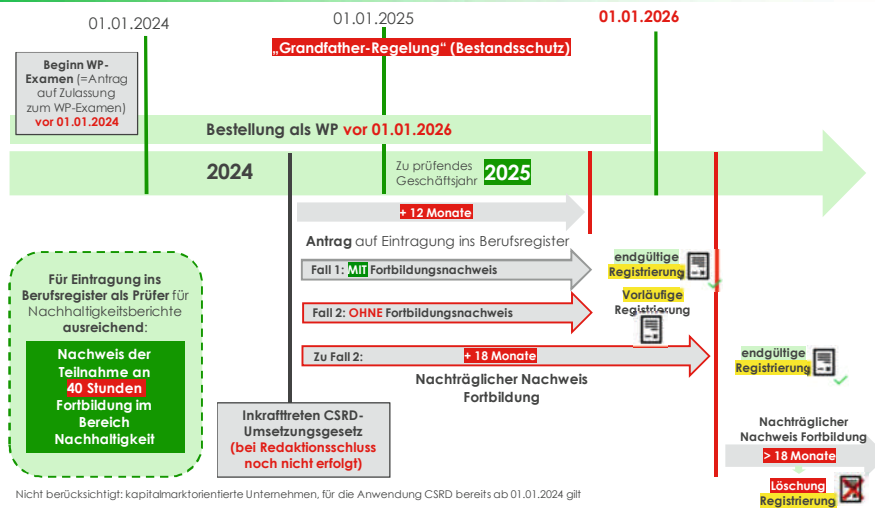 01.01.2024
01.01.2025
01.01.2026
„Grandfather-Regelung“ (Bestandsschutz)
Beginn WP-
Examen (=Antrag
auf Zulassung
zum WP-Examen)
vor 01.01.2024
Bestellung als WP vor 01.01.2026
2024
Zu prüfendes
Geschäftsjahr
2025
+ 12 Monate
Antrag auf Eintragung ins Berufsregister
Fall 1: MIT Fortbildungsnachweis
endgültige
Registrierung
Fall 2: OHNE Fortbildungsnachweis
Vorläufige
Registrierung
Zu Fall 2:
+ 18 Monate
endgültige
Registrierung
Nachträglicher Nachweis
Fortbildung
Für Eintragung ins
Berufsregister als Prüfer für
Nachhaltigkeitsberichte
ausreichend:
Nachweis der
Teilnahme an
40 Stunden
Fortbildung im
Bereich
Nachhaltigkeit
Inkrafttreten CSRD-
Umsetzungsgesetz
(bei Redaktionsschluss
noch nicht erfolgt)
Nachträglicher
Nachweis Fortbildung
> 18 Monate
Löschung
Registrierung
Nicht berücksichtigt: kapitalmarktorientierte Unternehmen, für die Anwendung CSRD bereits ab 01.01.2024 gilt